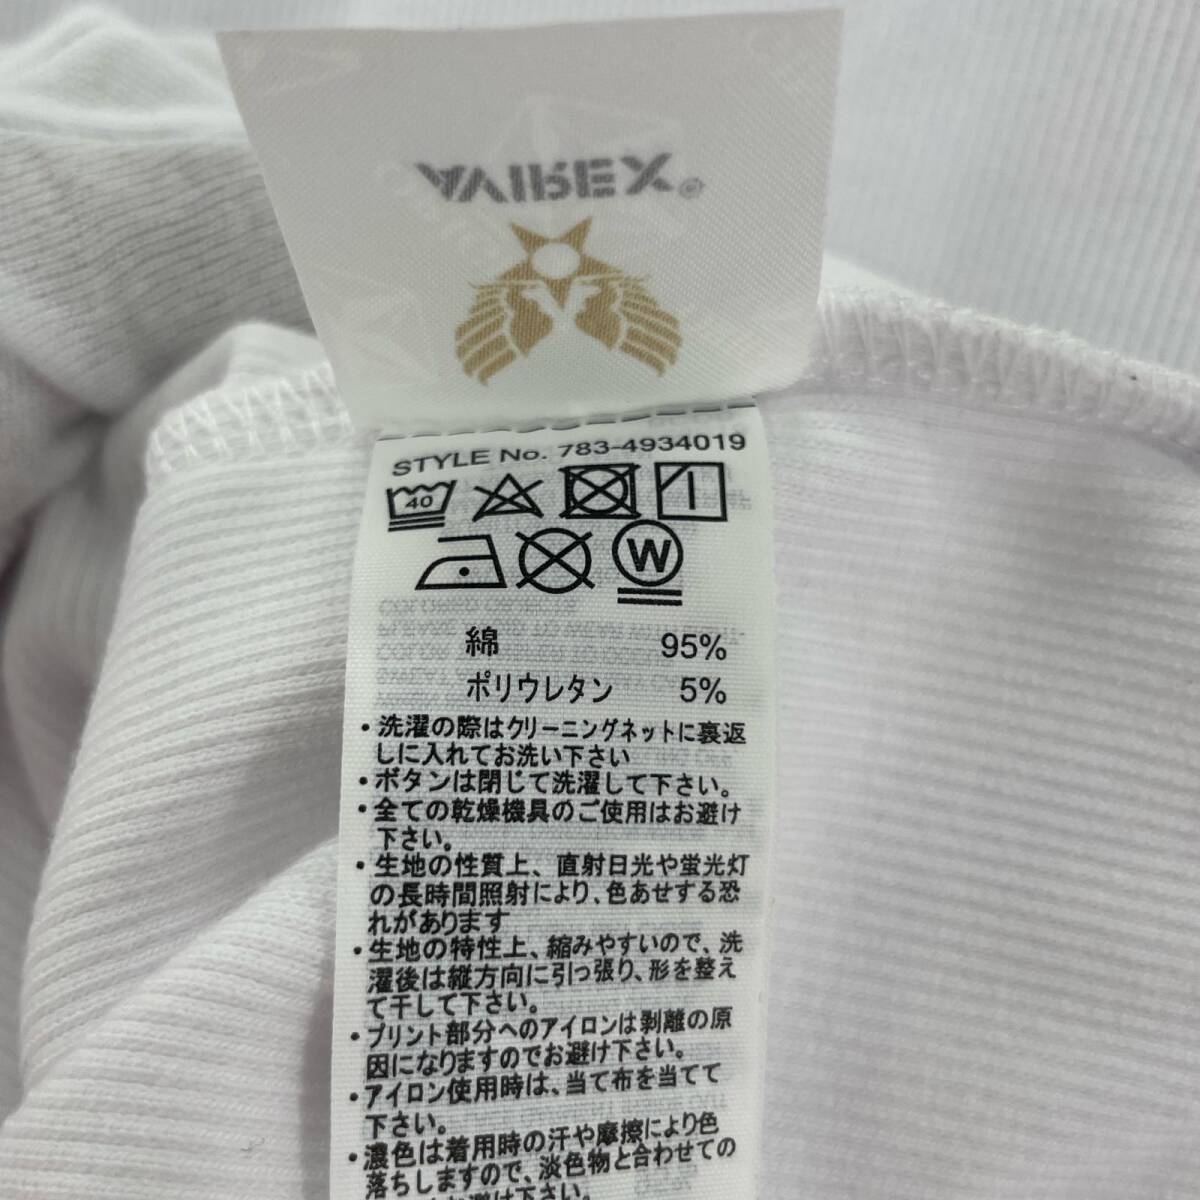 AVIREX®
STYLE No. 783-4934019
40
W
綿 95%
ポリウレタン 5%
・洗濯の際はクリーニングネットに裏返
しに入れてお洗い下さい
・ボタンは閉じて洗濯して下さい。
・全ての乾燥機具のご使用はお避け
下さい。
・生地の性質上、直射日光や蛍光灯
の長時間照射により、色あせする恐
れがあります
・生地の特性上、縮みやすいので、洗
濯後は縦方向に引っ張り、形を整え
て干して下さい。
・プリント部分へのアイロンは剥離の原
因になりますのでお避け下さい。
・アイロン使用時は、当て布を当てて
下さい。
・濃色は着用時の汗や摩擦により色
落ちしますので、淡色物と合わせての
お避け下さい。